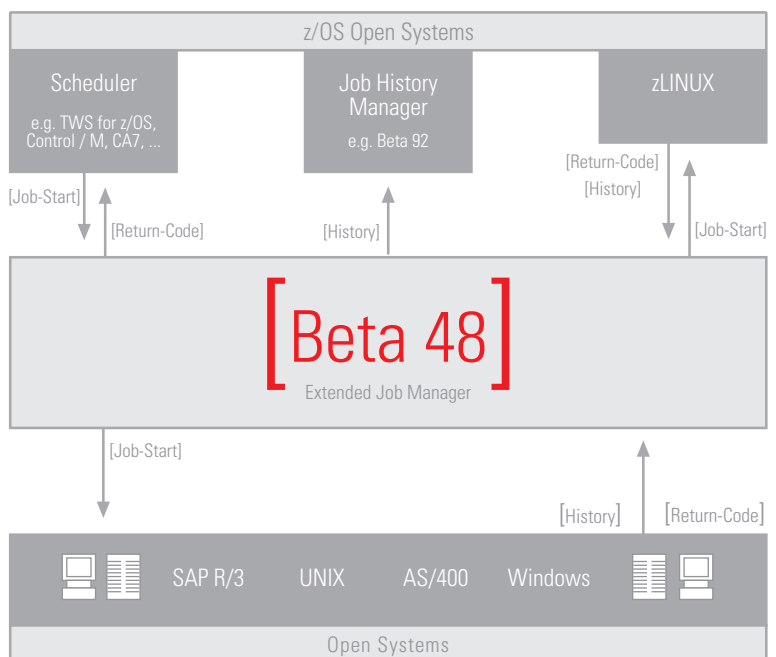 z/OS Open Systems
Scheduler
e.g. TWS for z/OS,
Control / M, CA7, ...
Job History
Manager
e.g. Beta 92
zLINUX
[Job-Start]
[Return-Code]
[History]
[Return-Code]
[History]
[Job-Start]
[Beta 48]
Extended Job Manager
[Job-Start]
[History]
[Return-Code]
SAP R/3
UNIX
AS/400
Windows
Open Systems